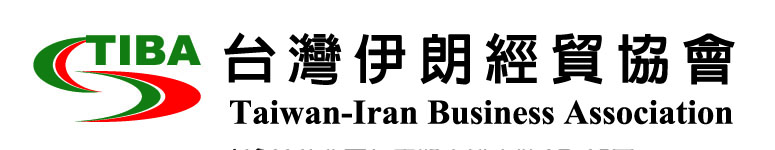 TIBA
台灣伊朗經貿協會
Taiwan-Iran Business Association